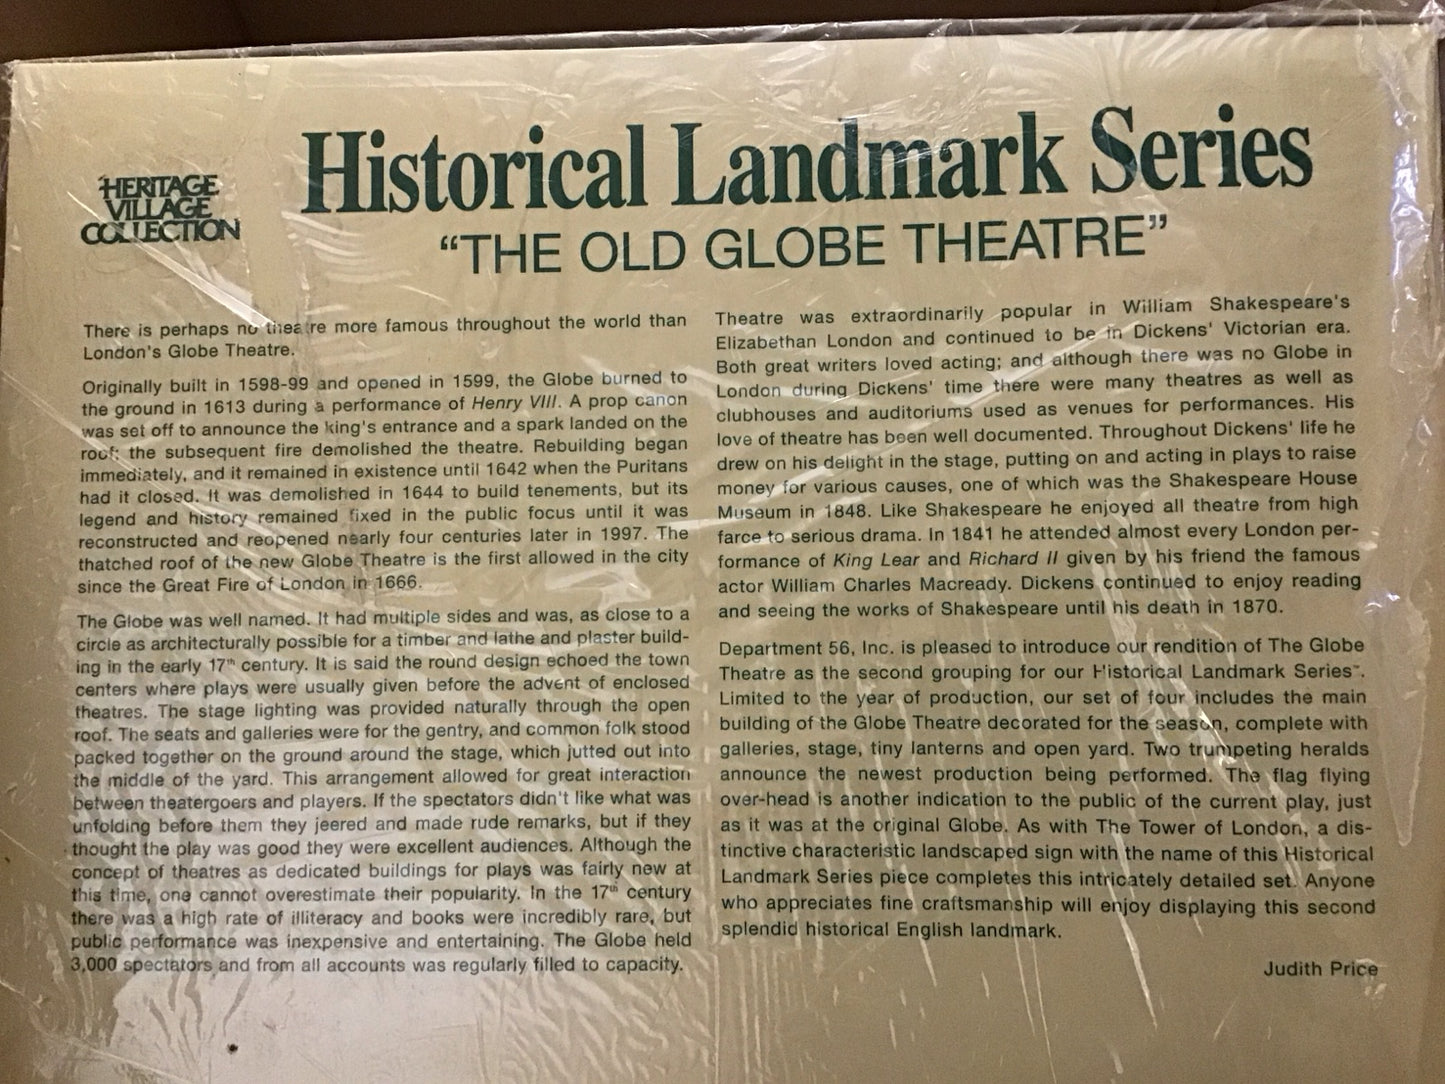 HERITAGE
VILLAGE
COLLECTION
Historical Landmark Series
“THE OLD GLOBE THEATRE”
There is perhaps no theatre more famous throughout the world than
London's Globe Theatre.
Originally built in 1598-99 and opened in 1599, the Globe burned to
the ground in 1613 during a performance of Henry VIII. A prop canon
was set off to announce the king's entrance and a spark landed on the
roof; the subsequent fire demolished the theatre. Rebuilding began
immediately, and it remained in existence until 1642 when the Puritans
had it closed. It was demolished in 1644 to build tenements, but its
legend and history remained fixed in the public focus until it was
reconstructed and reopened nearly four centuries later in 1997. The
thatched roof of the new Globe Theatre is the first allowed in the city
since the Great Fire of London in 1666.
The Globe was well named. It had multiple sides and was, as close to a
circle as architecturally possible for a timber and lathe and plaster build-
ing in the early 17th century. It is said the round design echoed the town
centers where plays were usually given before the advent of enclosed
theatres. The stage lighting was provided naturally through the open
roof. The seats and galleries were for the gentry, and common folk stood
packed together on the ground around the stage, which jutted out into
the middle of the yard. This arrangement allowed for great interaction
between theatergoers and players. If the spectators didn't like what was
unfolding before them they jeered and made rude remarks, but if they
thought the play was good they were excellent audiences. Although the
concept of theatres as dedicated buildings for plays was fairly new at
this time, one cannot overestimate their popularity. In the 17th century
there was a high rate of illiteracy and books were incredibly rare, but
public performance was inexpensive and entertaining. The Globe held
3,000 spectators and from all accounts was regularly filled to capacity.
Theatre was extraordinarily popular in William Shakespeare's
Elizabethan London and continued to be in Dickens' Victorian era.
Both great writers loved acting; and although there was no Globe in
London during Dickens' time there were many theatres as well as
clubhouses and auditoriums used as venues for performances. His
love of theatre has been well documented. Throughout Dickens' life he
drew on his delight in the stage, putting on and acting in plays to raise
money for various causes, one of which was the Shakespeare House
Museum in 1848. Like Shakespeare he enjoyed all theatre from high
farce to serious drama. In 1841 he attended almost every London per-
formance of King Lear and Richard II given by his friend the famous
actor William Charles Macready. Dickens continued to enjoy reading
and seeing the works of Shakespeare until his death in 1870.
Department 56, Inc. is pleased to introduce our rendition of The Globe
Theatre as the second grouping for our Historical Landmark Series™.
Limited to the year of production, our set of four includes the main
building of the Globe Theatre decorated for the season, complete with
galleries, stage, tiny lanterns and open yard. Two trumpeting heralds
announce the newest production being performed. The flag flying
over-head is another indication to the public of the current play, just
as it was at the original Globe. As with The Tower of London, a dis-
tinctive characteristic landscaped sign with the name of this Historical
Landmark Series piece completes this intricately detailed set. Anyone
who appreciates fine craftsmanship will enjoy displaying this second
splendid historical English landmark.
Judith Price